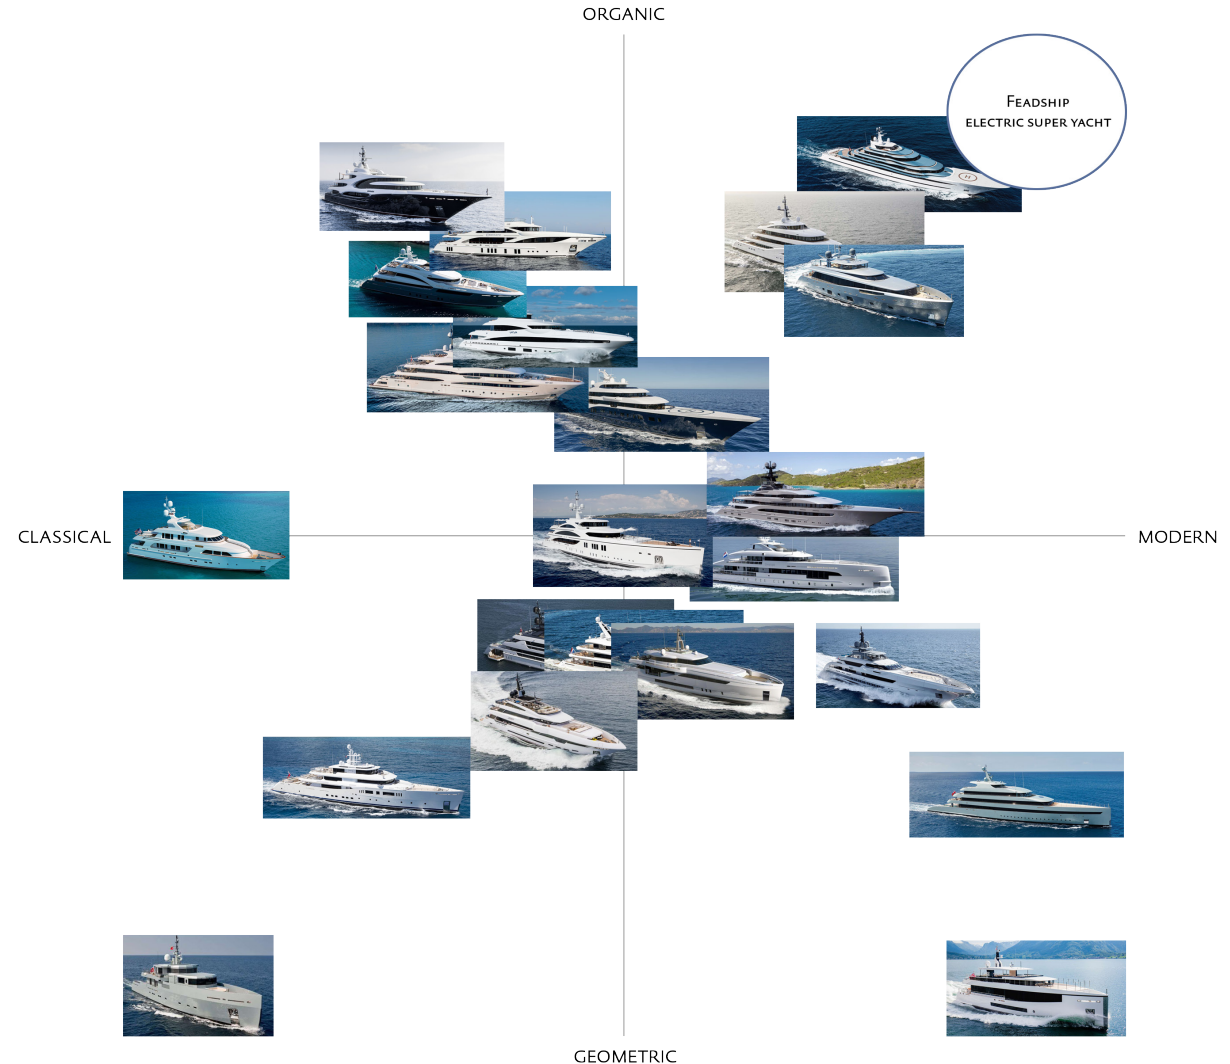 ORGANIC
Feadship
electric super yacht
CLASSICAL
MODERN
GEOMETRIC